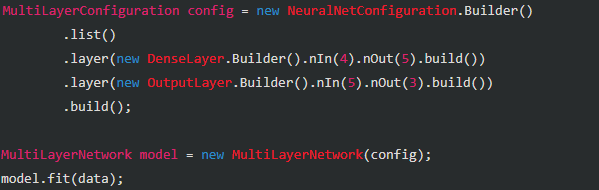 MultiLayerConfiguration config = new NeuralNetConfiguration.Builder()
.list()
.layer(new DenseLayer.Builder().nIn(4).nOut(5).build())
.layer(new OutputLayer.Builder().nIn(5).nOut(3).build())
.build();
MultiLayerNetwork model = new MultiLayerNetwork(config);
model.fit(data);